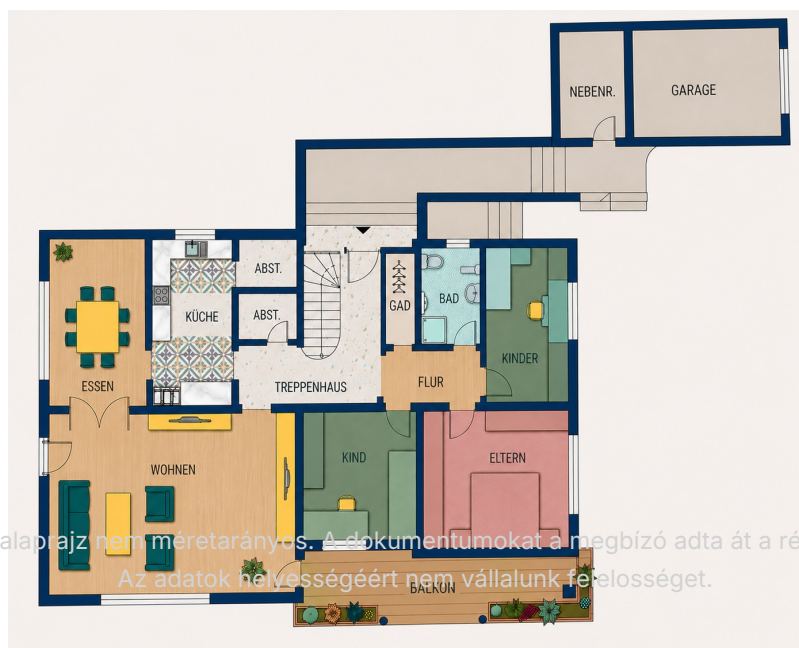 NEBENR.
GARAGE
ABST.
KÜCHE
ABST.
GAD
BAD
KINDER
ESSEN
TREPPENHAUS
FLUR
WOHNEN
KIND
ELTERN
alaprajz nem méretarányos. A dokumentumokat a megbízó adta át a ré
Az adatok helyességéért nem vállalunk felelosséget.
BALKON